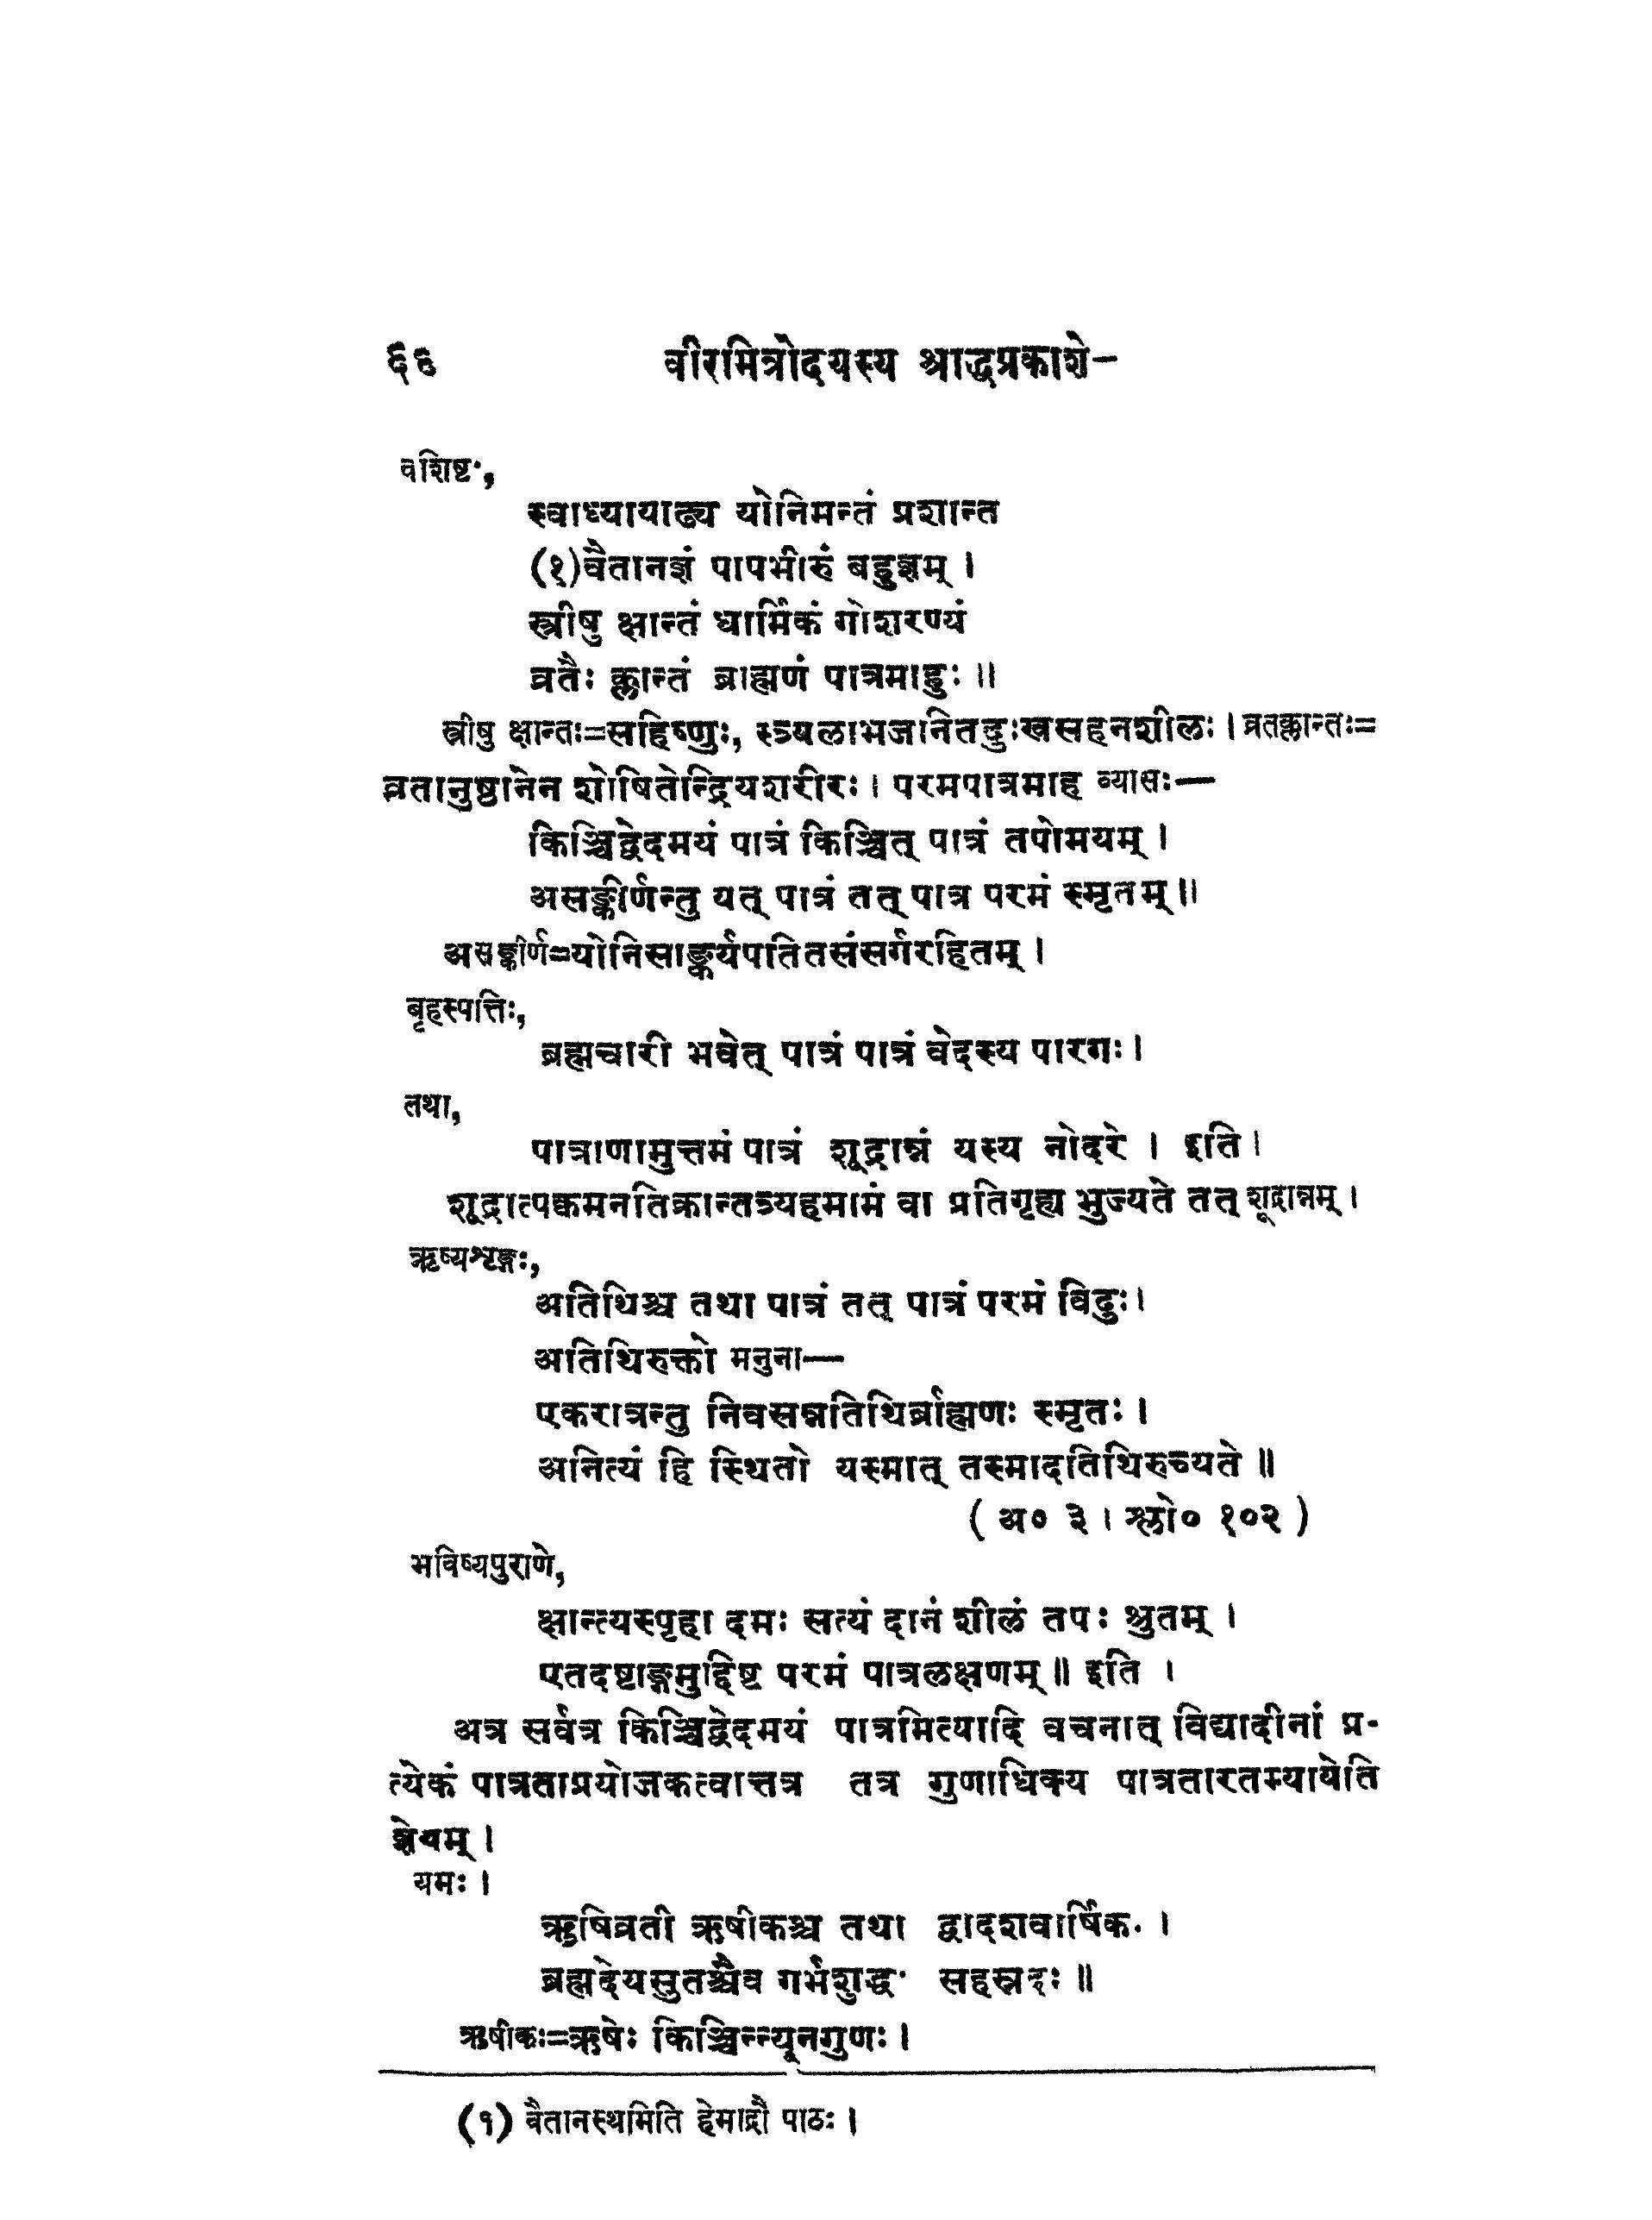 ६६ वीरमित्रोदयस्य श्राद्धप्रकाशे-
वशिष्टः,
स्वाध्यायाढ्य योनिमन्तं प्रशान्त
(१)वैतानज्ञं पापभीरुं बहुज्ञम् ।
स्त्रीषु क्षान्तं धार्मिकं गोशरण्यं
व्रतैः क्लान्तं ब्राह्मणं पात्रमाहुः ॥
स्त्रीषु क्षान्तः=सहिष्णुः, स्त्र्यलाभजनितदुःखसहनशीलः । व्रतक्लान्तः=
व्रतानुष्ठानेन शोषितेन्द्रियशरीरः । परमपात्रमाह व्यासः—
किञ्चिद्वेदमयं पात्रं किञ्चित् पात्रं तपोमयम् ।
असङ्कीर्णन्तु यत् पात्रं तत् पात्र परमं स्मृतम् ॥
असङ्कीर्ण=योनिसाङ्कर्यपतितसंसर्गरहितम् ।
बृहस्पत्तिः,
ब्रह्मचारी भवेत् पात्रं पात्रं वेदस्य पारगः ।
तथा,
पात्राणामुत्तमं पात्रं शूद्रान्नं यस्य नोदरे । इति ।
शूद्रात्पक्वमनतिक्रान्तत्र्यहमामं वा प्रतिगृह्य भुज्यते तत् शूद्रान्नम् ।
ऋष्यश्रृङ्गः,
अतिथिश्च तथा पात्रं तत् पात्रं परमं विदुः ।
अतिथिरुक्तो मनुना—
एकरात्रन्तु निवसन्नतिथिर्ब्राह्मणः स्मृतः ।
अनित्यं हि स्थितो यस्मात् तस्मादतिथिरुच्यते ॥
( अ० ३ । श्लो० १०२ )
भविष्यपुराणे,
क्षान्त्यस्पृहा दमः सत्यं दानं शीलं तपः श्रुतम् ।
एतदष्टाङ्गमुद्दिष्ट परमं पात्रलक्षणम् ॥ इति ।
अत्र सर्वत्र किञ्चिद्वेदमयं पात्रमित्यादि वचनात् विद्यादीनां प्र-
त्येकं पात्रताप्रयोजकत्वात्तत्र तत्र गुणाधिक्य पात्रतारतम्यायेति
ज्ञेयम् ।
यमः ।
ऋषिव्रती ऋषीकश्च तथा द्वादशवार्षिकः ।
ब्रह्मदेयसुतश्चैव गर्भशुद्धः सहस्रदः ॥
ऋषीकः=ऋषेः किञ्चिन्न्यूनगुणः ।
(१) वैतानस्थमिति हेमाद्रौ पाठः ।